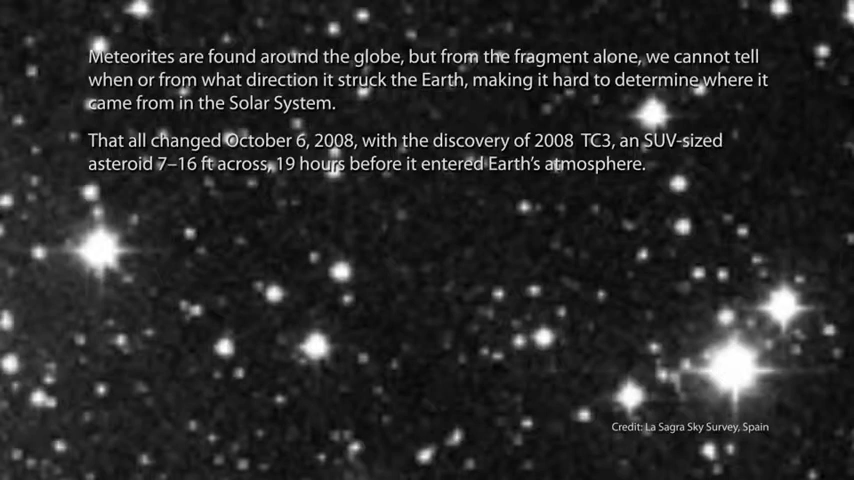 Meteorites are found around the globe, but from the fragment alone, we cannot tell
when or from what direction it struck the Earth, making it hard to determine where it
came from in the Solar System.
That all changed October 6, 2008, with the discovery of 2008 TC3, an SUV-sized
asteroid 7–16 ft across, 19 hours before it entered Earth's atmosphere.
Credit: La Sagra Sky Survey, Spain